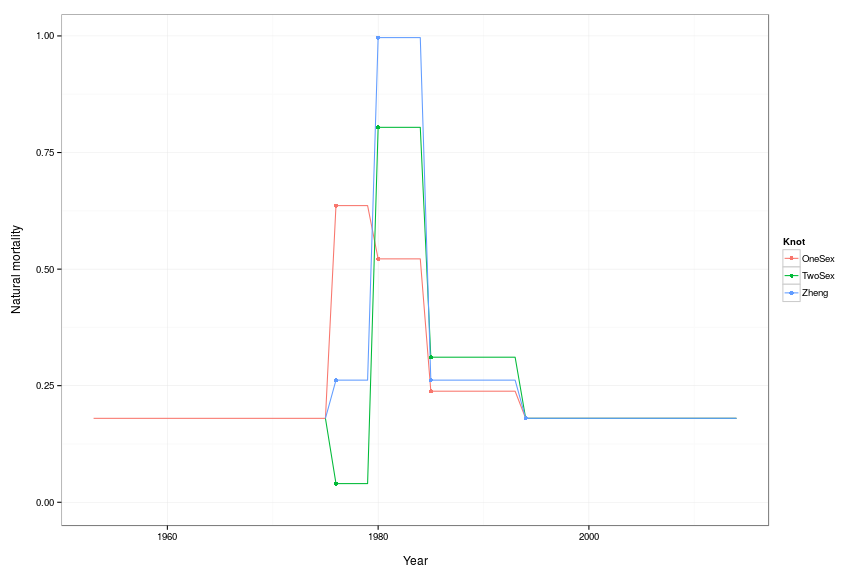 Natural mortality
1.00
0.75
0.50
0.25
0.00
1960
1980
2000
Year
Knot
OneSex
TwoSex
Zheng